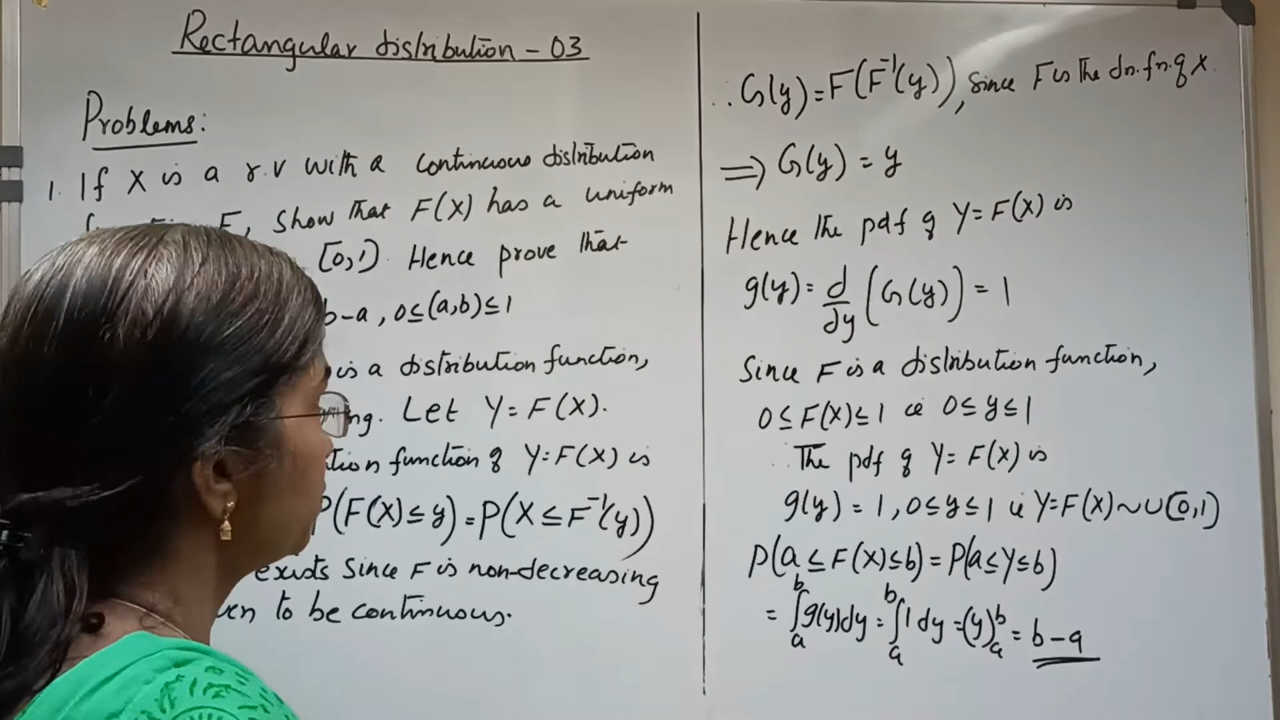 Rectangular distribution - 03
Problems:
1. If X is a r.v with a continuous distribution
F, show that F(X) has a uniform
[0,1]. Hence prove that
b-a, 0≤(a,b)≤1
is a distribution function,
Let Y=F(X).
function of Y=F(X) is
P(F(X)≤y)=P(X≤F⁻¹(y))
exists since F is non-decreasing
to be continuous.
∴ G(y)=F(F⁻¹(y)), since F is the dn. fn. of X.
⟹ G(y) = y
Hence the pdf of Y=F(X) is
g(y)= d/dy (G(y)) = 1
Since F is a distribution function,
0≤F(X)≤1 ie 0≤y≤1
∴ The pdf of Y=F(X) is
g(y) = 1, 0≤y≤1 ie Y=F(X)~U[0,1]
P(a≤F(X)≤b)=P(a≤Y≤b)
= ∫ₐᵇ g(y)dy = ∫ₐᵇ 1 dy = (y)ₐᵇ = b-a